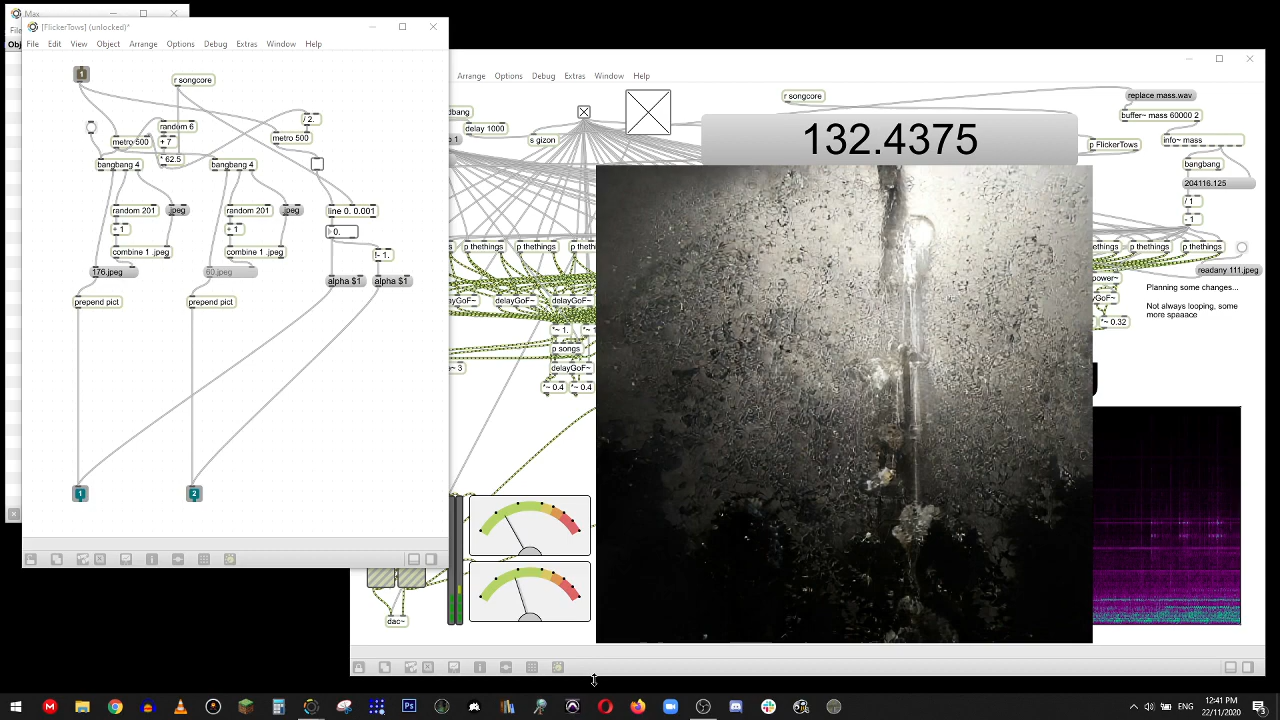 Max
File
Obj
[FlickerTows] (unlocked)*
File Edit View Object Arrange Options Debug Extras Window Help
1
r songcore
random 6
/ 2.
metro 500
+ 7
metro 500
* 62.5
bangbang 4
bangbang 4
random 201
.jpeg
random 201
.jpeg
line 0. 0.001
+ 1
+ 1
0.
combine 1 .jpeg
combine 1 .jpeg
!- 1.
176.jpeg
60.jpeg
alpha $1
alpha $1
prepend pict
prepend pict
1
2
Arrange Options Debug Extras Window Help
delay 1000
s gizon
r songcore
replace mass.wav
buffer~ mass 60000 2
132.4375
p FlickerTows
info~ mass
bangbang
204116.125
/ 1
- 1
p thethings
p thethings
p thethings
p thethings
readany 111.jpeg
Planning some changes...
Not always looping, some
more spaaace
delayGoF~
delayGoF~
*~ 1.
*~ 0.32
p songs
delayGoF~
*~ 0.4
*~ 0.4
dac~
12:41 PM
ENG
22/11/2020
3